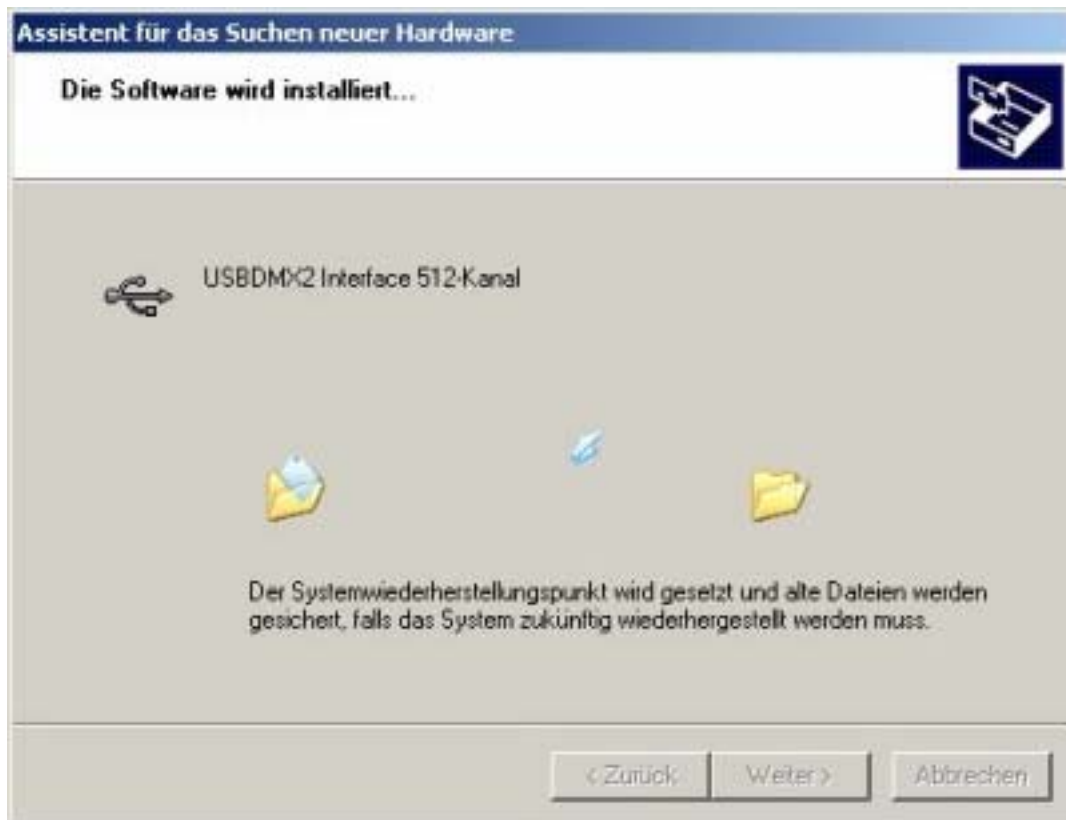 Assistent für das Suchen neuer Hardware
Die Software wird installiert...
USBDMX2 Interface 512-Kanal
Der Systemwiederherstellungspunkt wird gesetzt und alte Dateien werden
gesichert, falls das System zukünftig wiederhergestellt werden muss.
< Zurück
Weiter >
Abbrechen